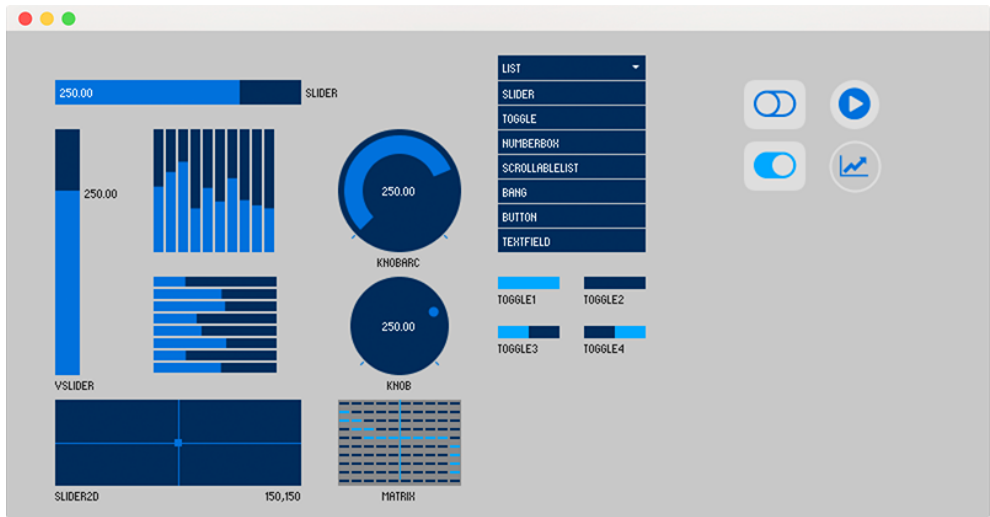 250.00
SLIDER
250.00
VSLIDER
SLIDER2D
150,150
250.00
KNOBARC
250.00
KNOB
MATRIX
LIST
SLIDER
TOGGLE
NUMBERBOX
SCROLLABLELIST
BANG
BUTTON
TEXTFIELD
TOGGLE1
TOGGLE2
TOGGLE3
TOGGLE4